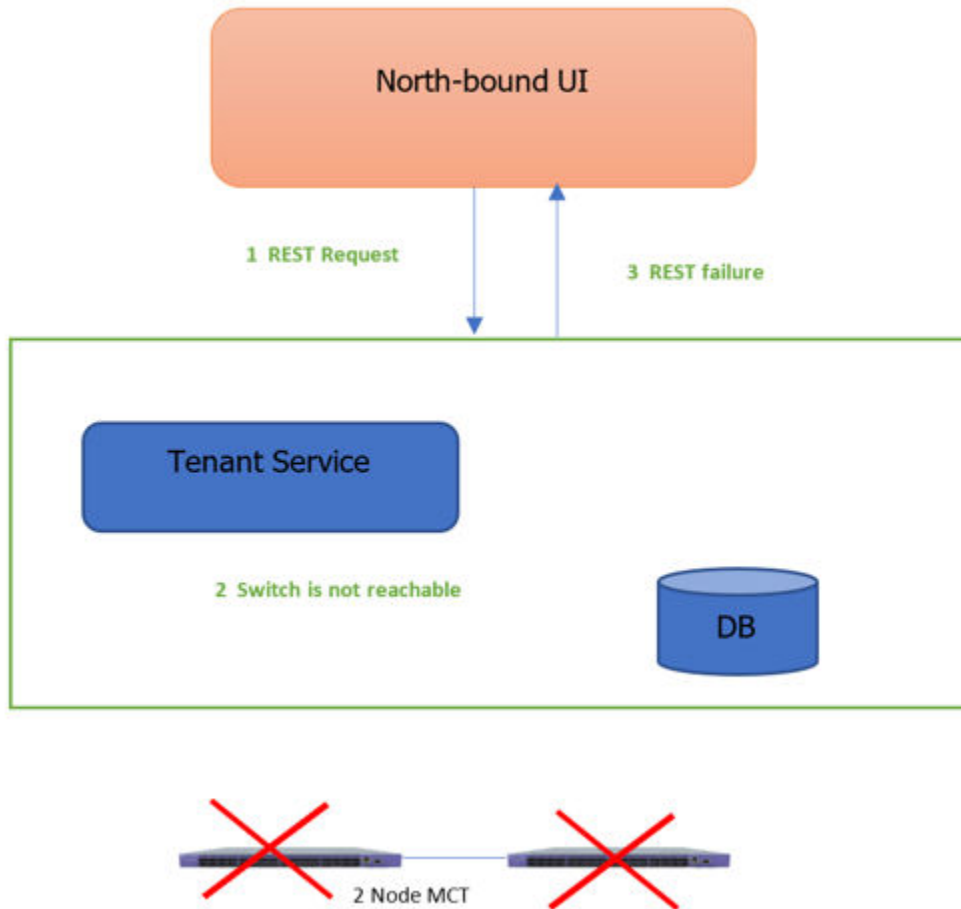 North-bound UI
1 REST Request
3 REST failure
Tenant Service
2 Switch is not reachable
DB
2 Node MCT